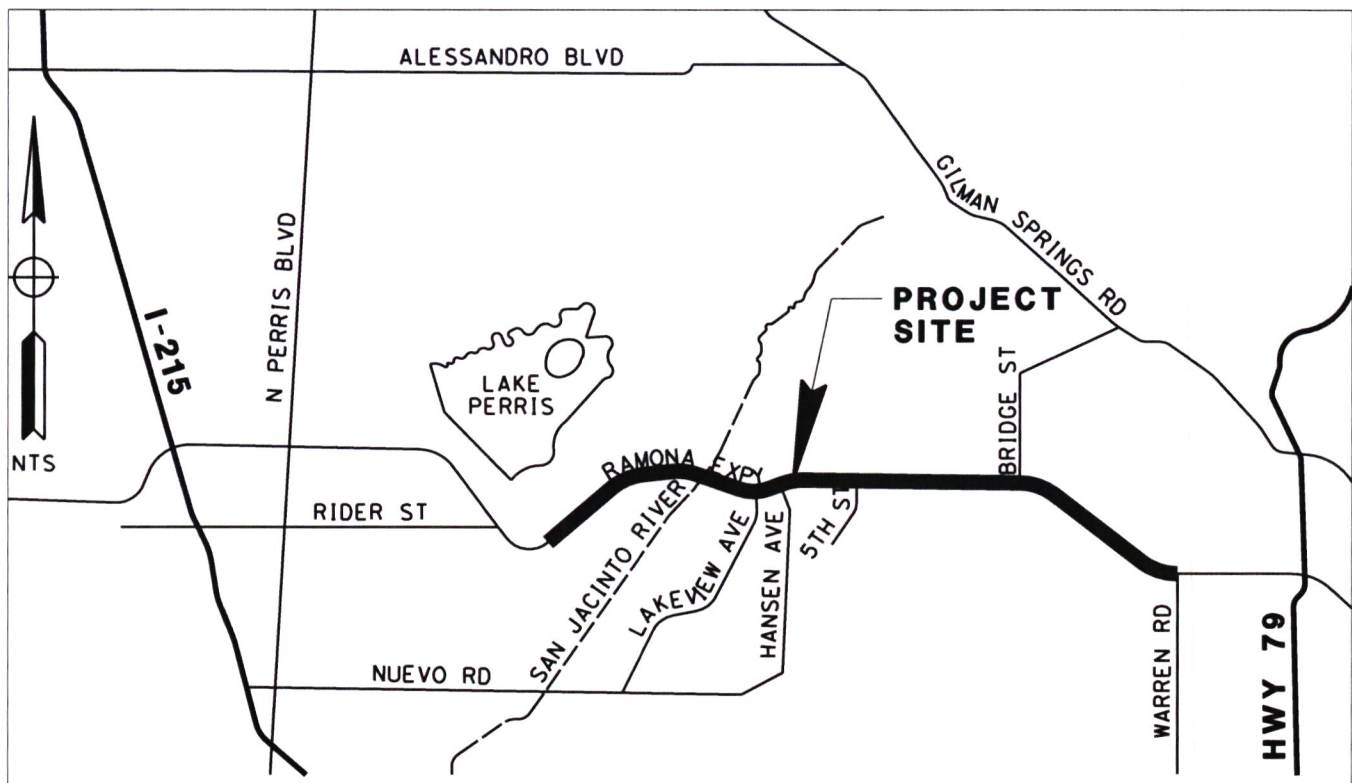 ALESSANDRO BLVD
GILMAN SPRINGS RD
N PERRIS BLVD
I-215
NTS
LAKE
PERRIS
PROJECT
SITE
BRIDGE ST
RAMONA EXPY
RIDER ST
SAN JACINTO RIVER
LAKEVIEW AVE
HANSEN AVE
5TH ST
NUEVO RD
WARREN RD
HWY 79